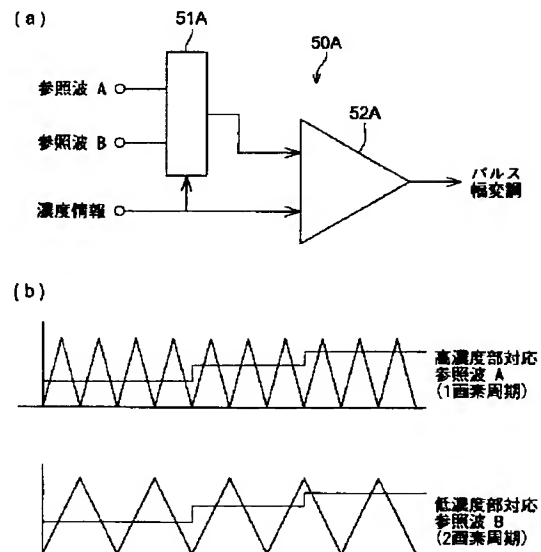 (a)
51A
50A
参照波 A
52A
参照波 B
濃度情報
パルス
幅変調
(b)
高濃度部対応
参照波 A
(1画素周期)
低濃度部対応
参照波 B
(2画素周期)